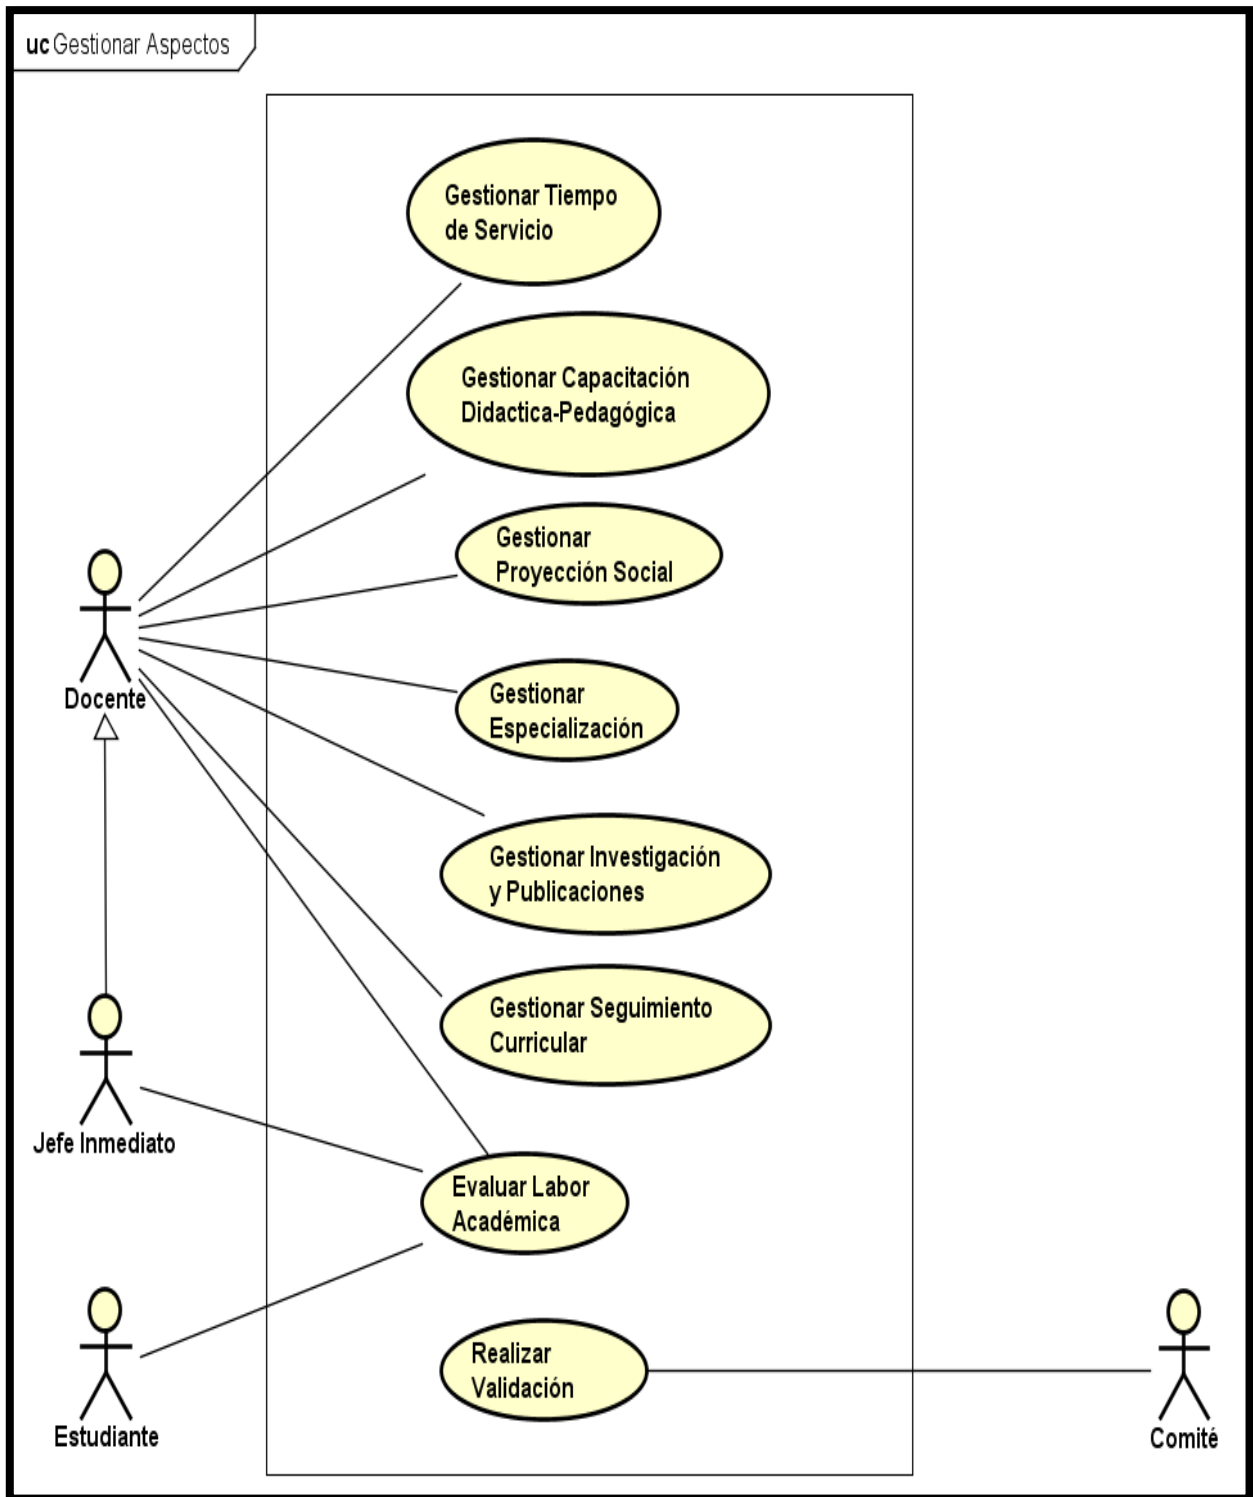 uc Gestionar Aspectos
Gestionar Tiempo
de Servicio
Gestionar Capacitación
Didactica-Pedagógica
Gestionar
Proyección Social
Docente
Gestionar
Especialización
Gestionar Investigación
y Publicaciones
Gestionar Seguimiento
Curricular
Jefe Inmediato
Evaluar Labor
Académica
Realizar
Validación
Estudiante
Comité